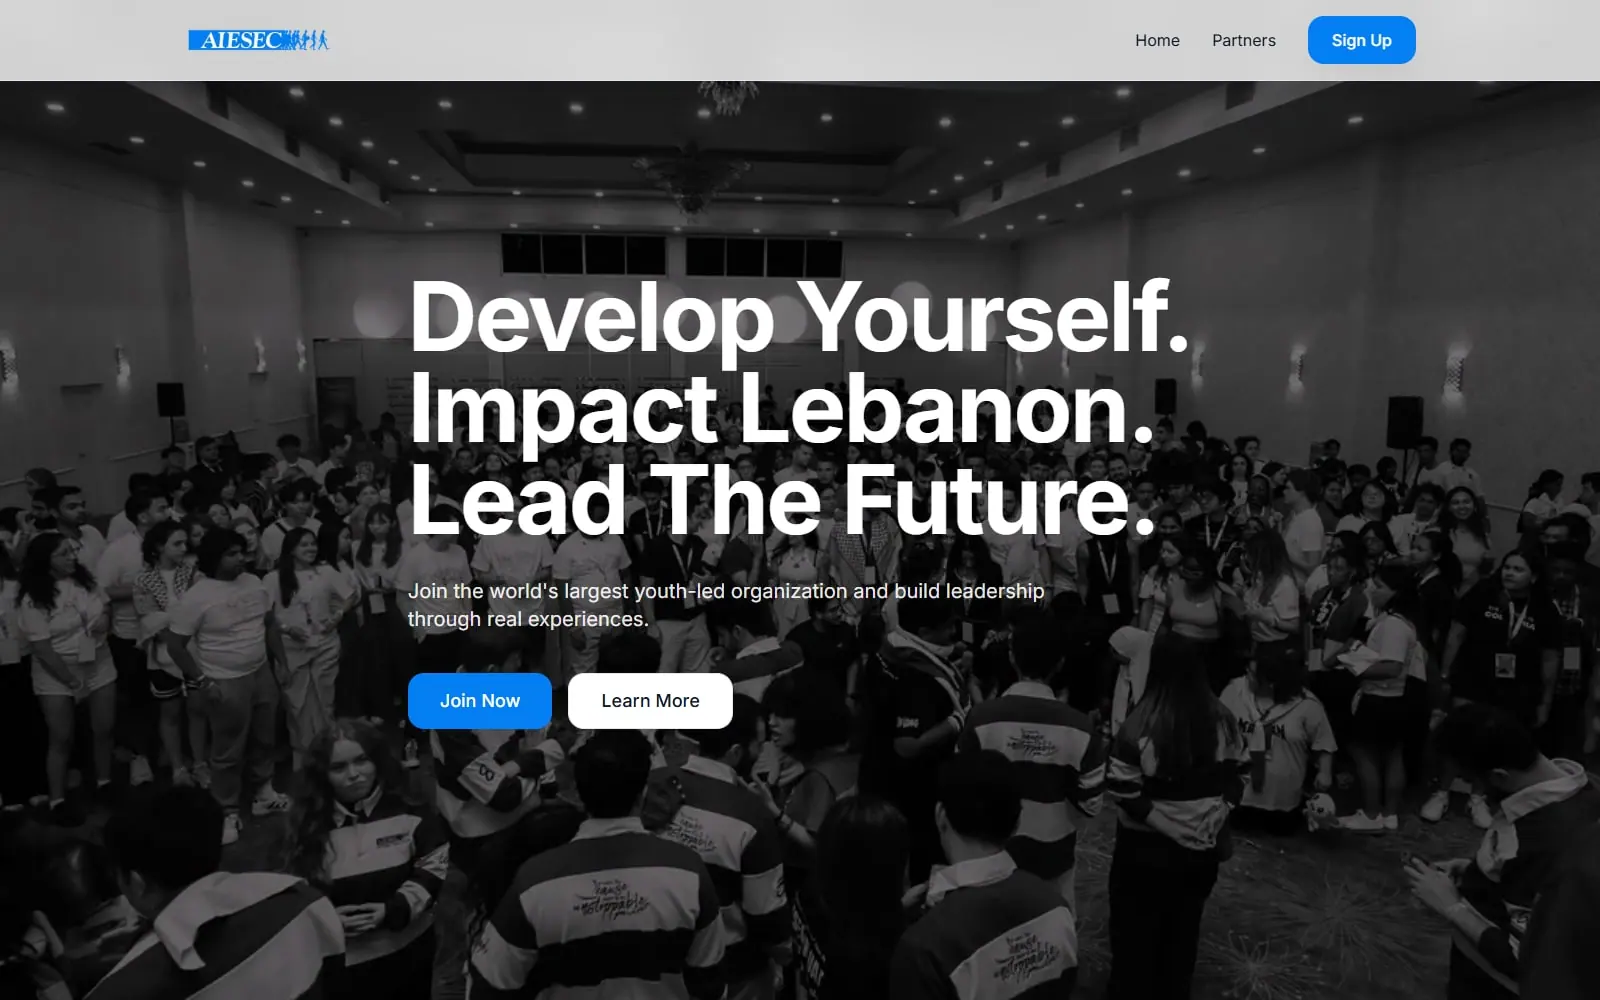 AIESEC
Home
Partners
Sign Up
Develop Yourself.
Impact Lebanon.
Lead The Future.
Join the world's largest youth-led organization and build leadership
through real experiences.
Join Now
Learn More